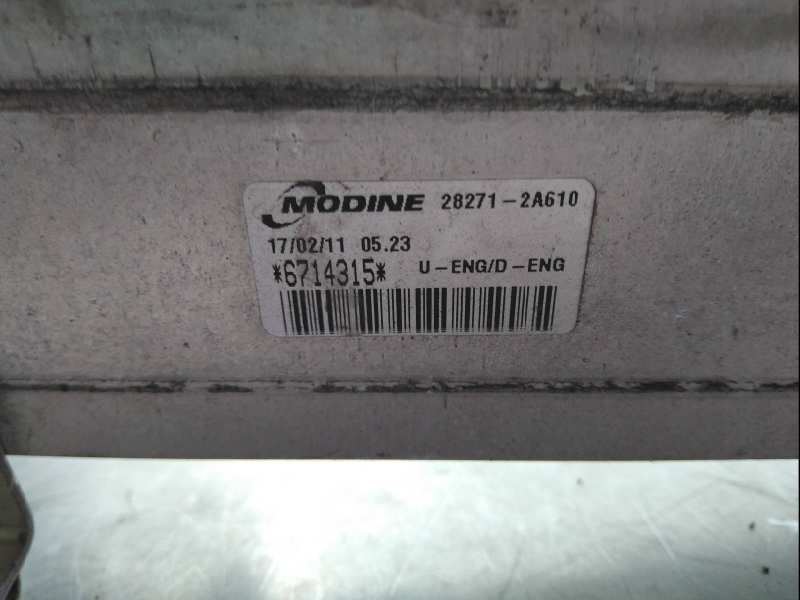 MODINE 28271-2A610
17/02/11 05.23
*6714315* U-ENG/D-ENG